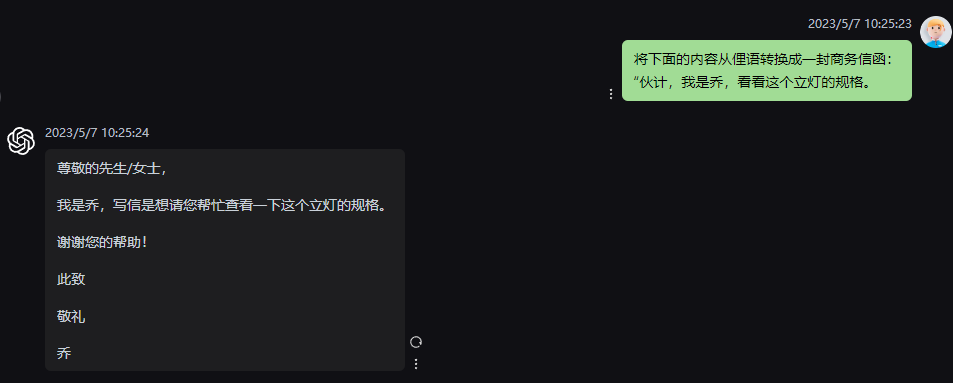 2023/5/7 10:25:23
将下面的内容从俚语转换成一封商务信函：
“伙计，我是乔，看看这个立灯的规格。
2023/5/7 10:25:24
尊敬的先生/女士，
我是乔，写信是想请您帮忙查看一下这个立灯的规格。
谢谢您的帮助！
此致
敬礼
乔